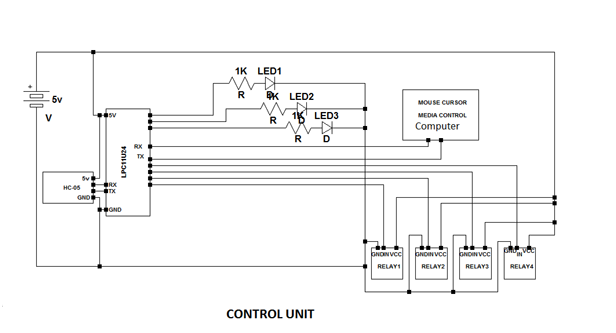 1K LED1
R D
1K LED2
R D
1K LED3
R D
+
5v
V
5V
LPC11U24
RX
TX
MOUSE CURSOR
MEDIA CONTROL
Computer
HC-05
5v
RX
TX
GND
RX
TX
GND
GND IN VCC
RELAY1
GND IN VCC
RELAY2
GND IN VCC
RELAY3
GND IN VCC
RELAY4
CONTROL UNIT